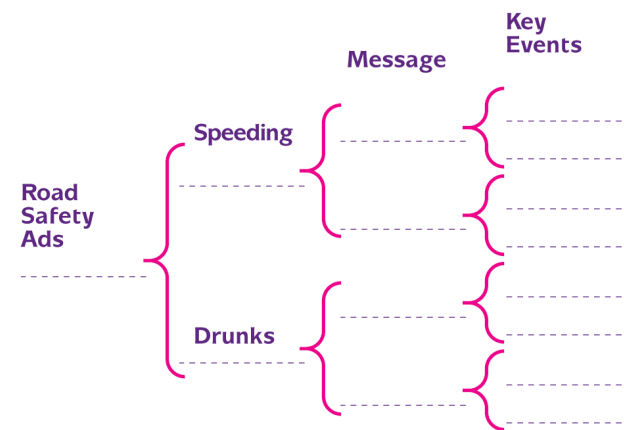 Key
Events
Message
Speeding
Road
Safety
Ads
Drunks